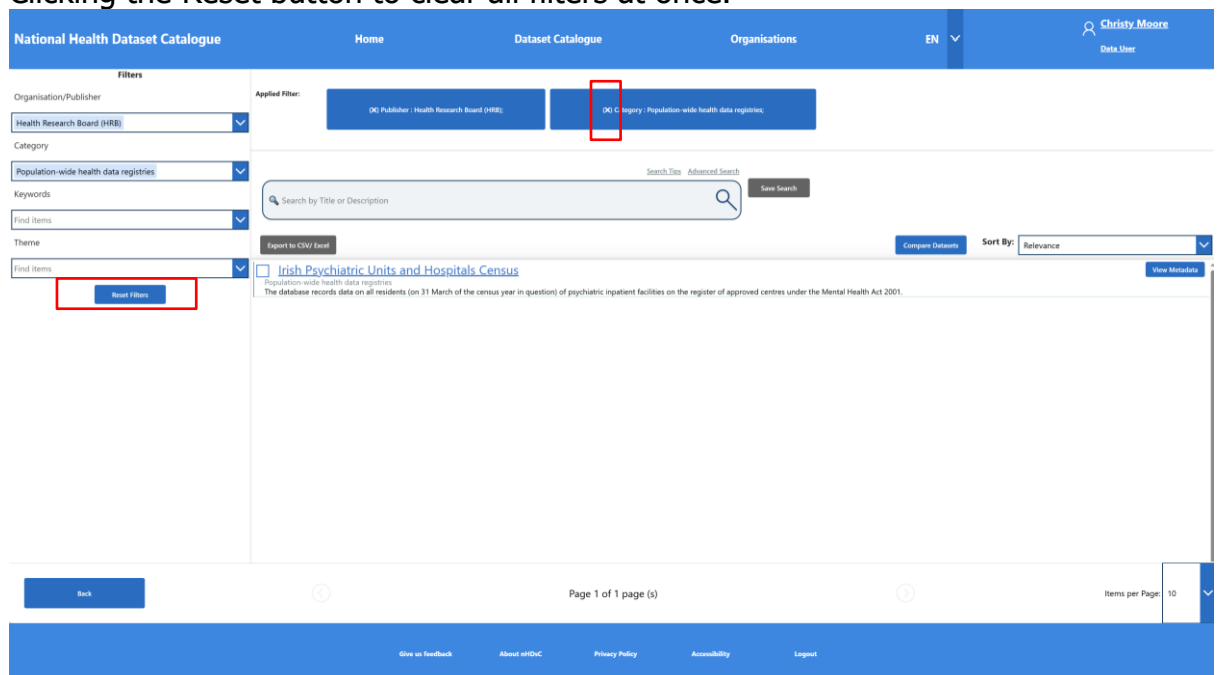 Clicking the Reset button to clear all filters at once.
National Health Dataset Catalogue
Home
Dataset Catalogue
Organisations
EN
Christy Moore
Data User
Filters
Organisation/Publisher
Health Research Board (HRB)
Category
Population-wide health data registries
Keywords
Find items
Theme
Find items
Reset Filters
Applied Filter:
(X) Publisher : Health Research Board (HRB);
(X) Category : Population-wide health data registries;
Search Tips Advanced Search
Search by Title or Description
Save Search
Export to CSV/ Excel
Compare Datasets
Sort By:
Relevance
Irish Psychiatric Units and Hospitals Census
View Metadata
Population-wide health data registries
The database records data on all residents (on 31 March of the census year in question) of psychiatric inpatient facilities on the register of approved centres under the Mental Health Act 2001.
Back
Page 1 of 1 page (s)
Items per Page: 10
Give us feedback
About nHDsC
Privacy Policy
Accessibility
Logout